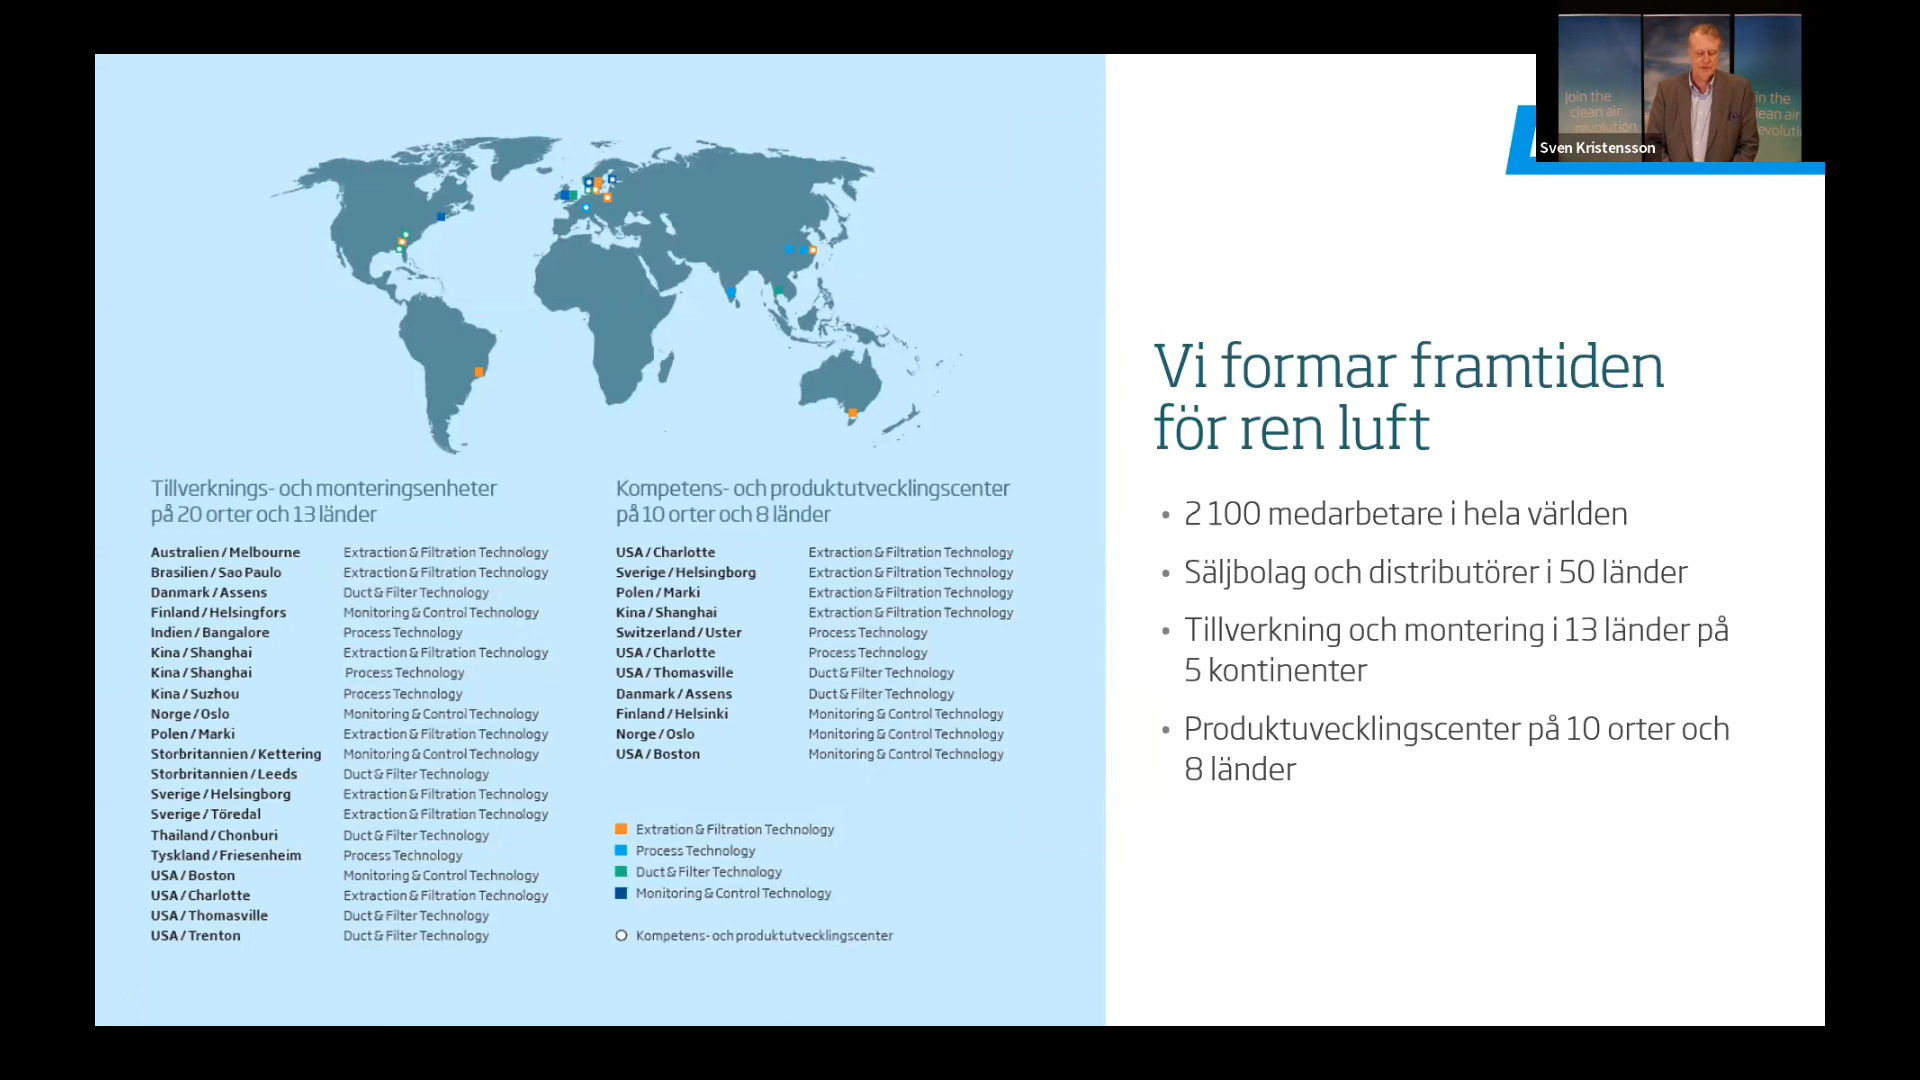 Join the
clean air
revolution
in the
lean air
evoluti
Sven Kristensson
Vi formar framtiden
för ren luft
• 2 100 medarbetare i hela världen
• Säljbolag och distributörer i 50 länder
• Tillverkning och montering i 13 länder på
5 kontinenter
• Produktuvecklingscenter på 10 orter och
8 länder
Tillverknings- och monteringsenheter
på 20 orter och 13 länder
Australien / Melbourne Extraction & Filtration Technology
Brasilien / Sao Paulo Extraction & Filtration Technology
Danmark / Assens Duct & Filter Technology
Finland / Helsingfors Monitoring & Control Technology
Indien / Bangalore Process Technology
Kina / Shanghai Extraction & Filtration Technology
Kina / Shanghai Process Technology
Kina / Suzhou Process Technology
Norge / Oslo Monitoring & Control Technology
Polen / Marki Extraction & Filtration Technology
Storbritannien / Kettering Monitoring & Control Technology
Storbritannien / Leeds Duct & Filter Technology
Sverige / Helsingborg Extraction & Filtration Technology
Sverige / Töredal Extraction & Filtration Technology
Thailand / Chonburi Duct & Filter Technology
Tyskland / Friesenheim Process Technology
USA / Boston Monitoring & Control Technology
USA / Charlotte Extraction & Filtration Technology
USA / Thomasville Duct & Filter Technology
USA / Trenton Duct & Filter Technology
Kompetens- och produktutvecklingscenter
på 10 orter och 8 länder
USA / Charlotte Extraction & Filtration Technology
Sverige / Helsingborg Extraction & Filtration Technology
Polen / Marki Extraction & Filtration Technology
Kina / Shanghai Extraction & Filtration Technology
Switzerland / Uster Process Technology
USA / Charlotte Process Technology
USA / Thomasville Duct & Filter Technology
Danmark / Assens Duct & Filter Technology
Finland / Helsinki Monitoring & Control Technology
Norge / Oslo Monitoring & Control Technology
USA / Boston Monitoring & Control Technology
Extration & Filtration Technology
Process Technology
Duct & Filter Technology
Monitoring & Control Technology
Kompetens- och produktutvecklingscenter